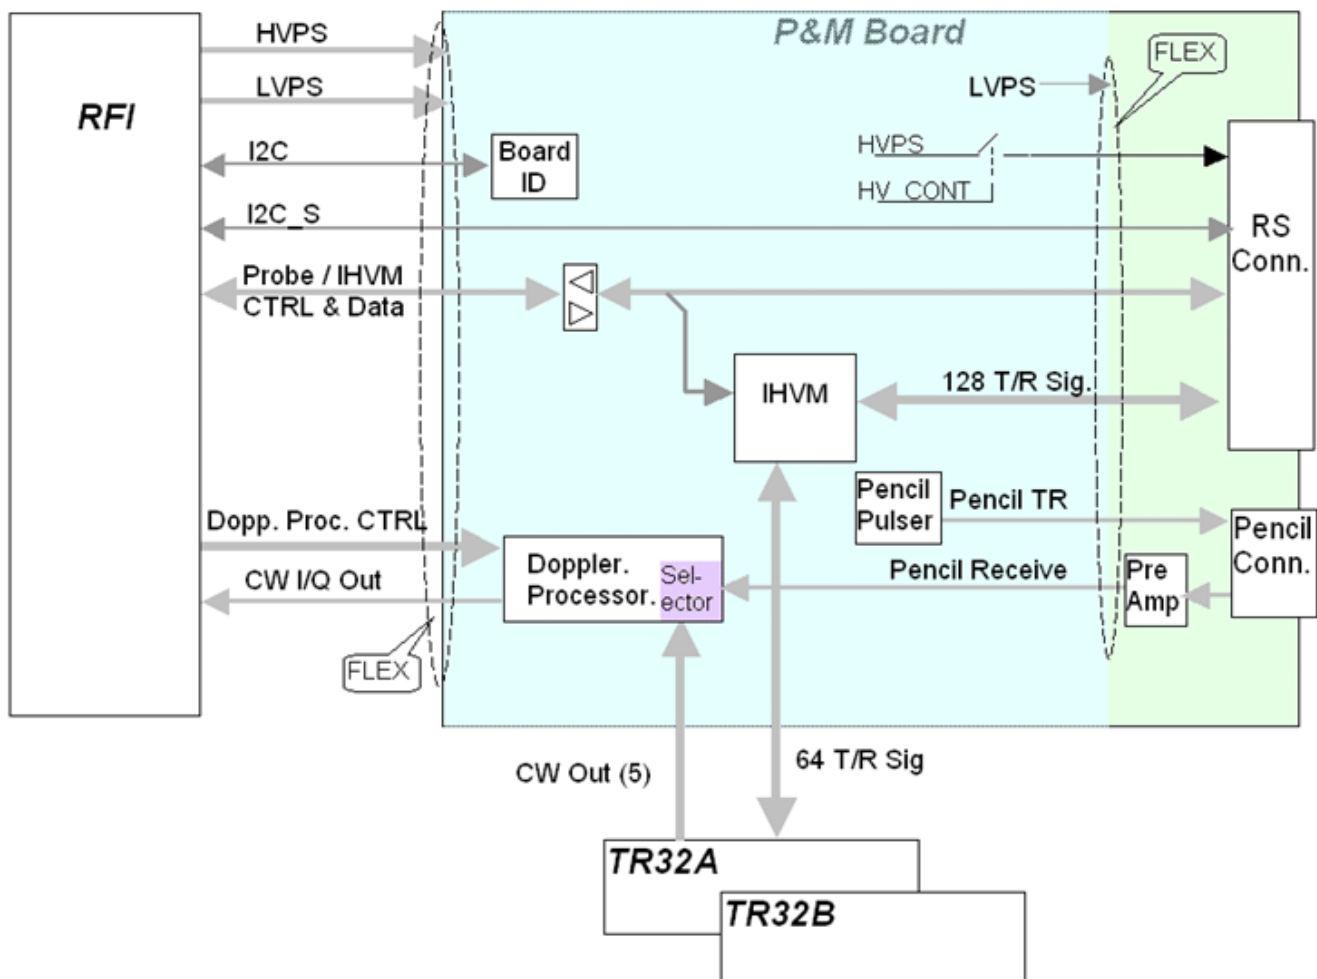 P&M Board
HVPS
LVPS
RFI
I2C
Board
ID
I2C_S
Probe / IHVM
CTRL & Data
FLEX
LVPS
HVPS
HV_CONT
RS
Conn.
IHVM
128 T/R Sig.
Pencil
Pulser
Pencil TR
Pencil
Conn.
Dopp. Proc. CTRL
Doppler.
Processor.
Sel-
ector
Pencil Receive
Pre
Amp
CW I/Q Out
FLEX
CW Out (5)
64 T/R Sig
TR32A
TR32B